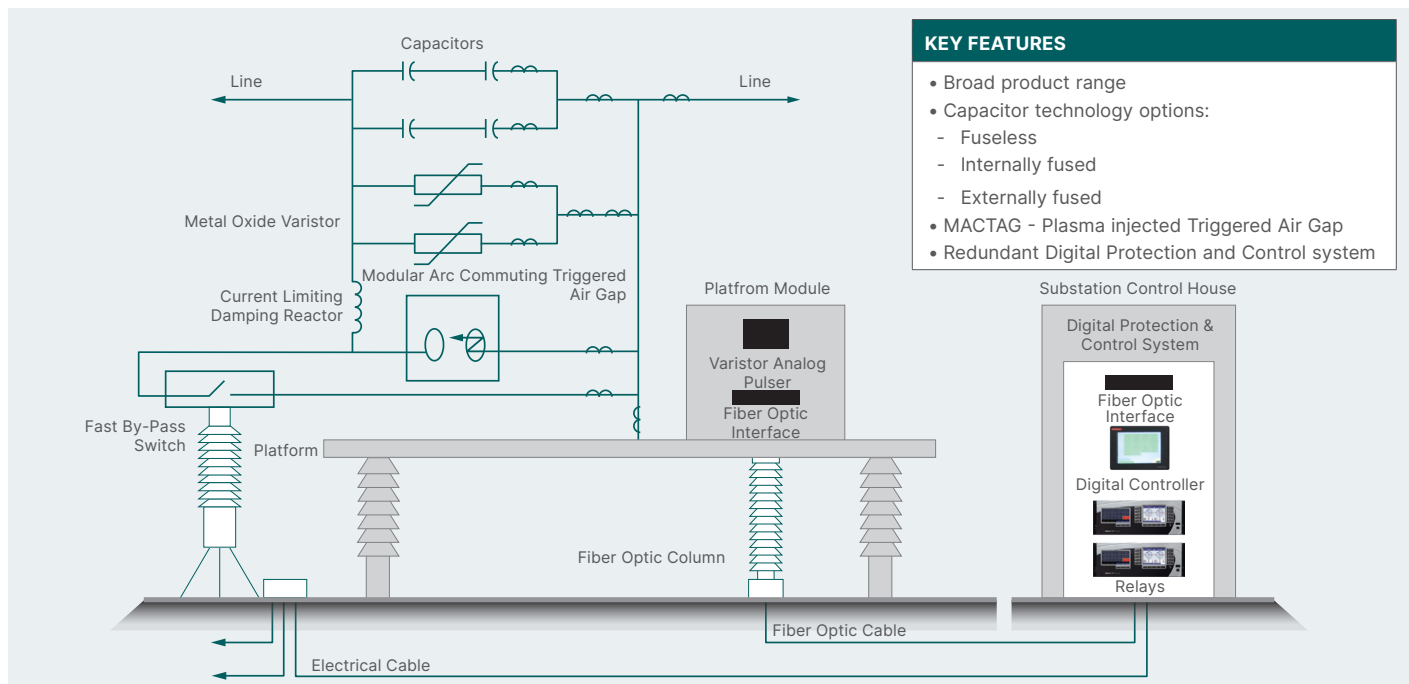 Capacitors
Line
Line
Metal Oxide Varistor
Modular Arc Commuting Triggered
Air Gap
Current Limiting
Damping Reactor
Fast By-Pass
Switch
Platform
Platfrom Module
Varistor Analog
Pulser
Fiber Optic
Interface
Fiber Optic Column
Fiber Optic Cable
Electrical Cable
KEY FEATURES
• Broad product range
• Capacitor technology options:
- Fuseless
- Internally fused
- Externally fused
• MACTAG - Plasma injected Triggered Air Gap
• Redundant Digital Protection and Control system
Substation Control House
Digital Protection &
Control System
Fiber Optic
Interface
Digital Controller
Relays